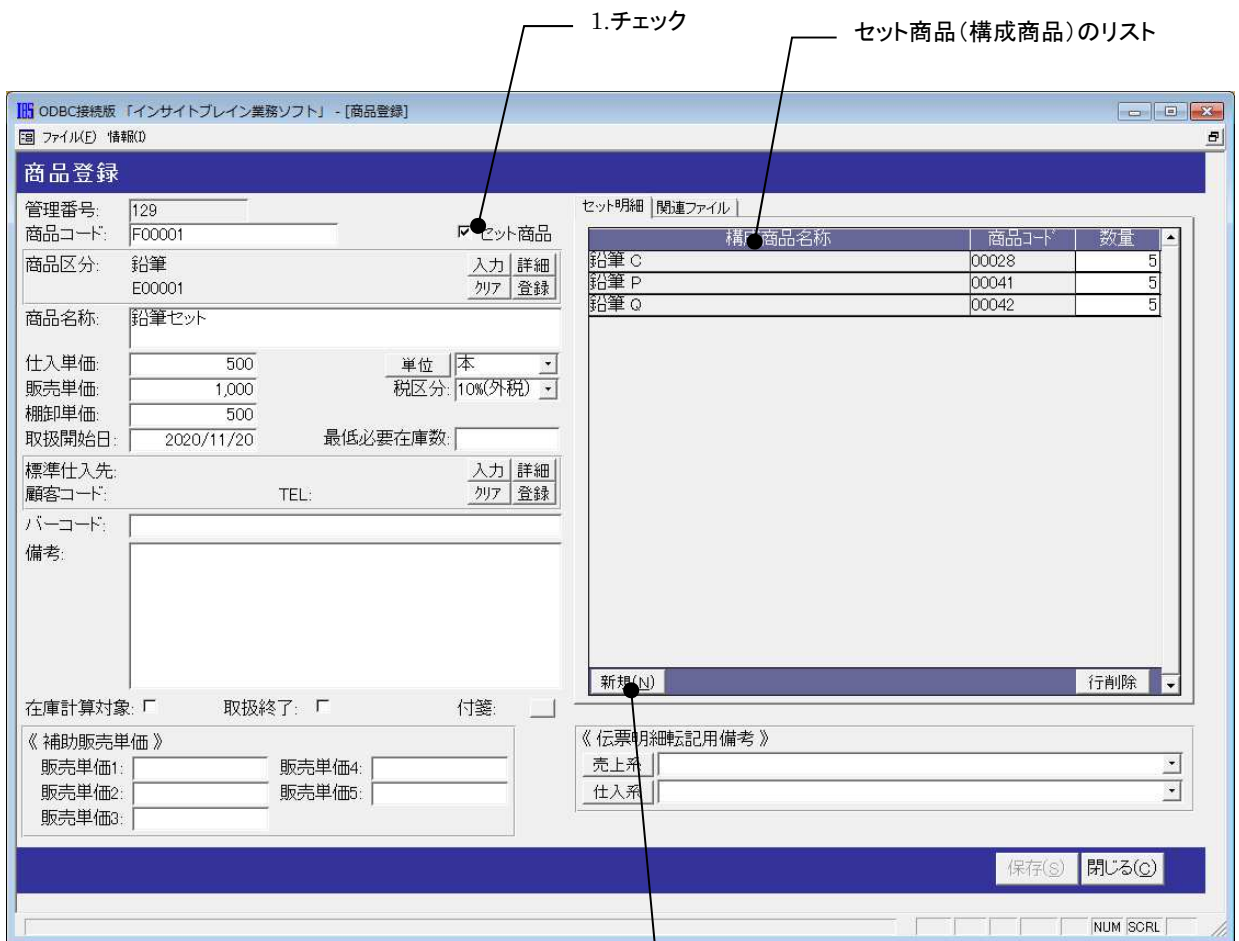 1.チェック
セット商品(構成商品)のリスト
IBS ODBC接続版 「インサイトブレイン業務ソフト」 - [商品登録]
ファイル(F) 情報(I)
商品登録
管理番号: 129
商品コード: F00001 セット商品
商品区分: 鉛筆 入力 詳細
E00001 クリア 登録
商品名称: 鉛筆セット
仕入単価: 500 単位 本
販売単価: 1,000 税区分: 10%(外税)
棚卸単価: 500
取扱開始日: 2020/11/20 最低必要在庫数:
標準仕入先: 入力 詳細
顧客コード: TEL: クリア 登録
バーコード:
備考:
在庫計算対象: 取扱終了: 付箋:
《補助販売単価》
販売単価1: 販売単価4:
販売単価2: 販売単価5:
販売単価3:
セット明細 関連ファイル
構成商品名称 商品コード 数量
鉛筆 C 00028 5
鉛筆 P 00041 5
鉛筆 Q 00042 5
新規(N) 行削除
《伝票明細転記用備考》
売上系
仕入系
保存(S) 閉じる(C)
NUM SCRL